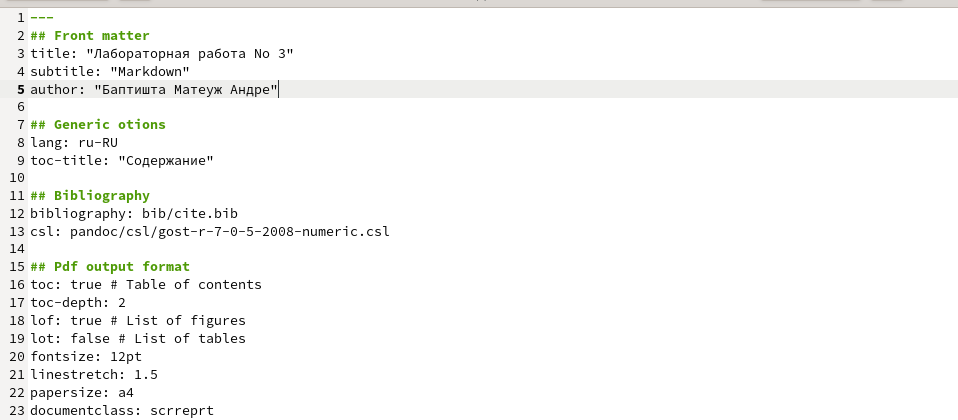 1 ---
2 ## Front matter
3 title: "Лабораторная работа No 3"
4 subtitle: "Markdown"
5 author: "Баптишта Матеуж Андре"
6
7 ## Generic otions
8 lang: ru-RU
9 toc-title: "Содержание"
10
11 ## Bibliography
12 bibliography: bib/cite.bib
13 csl: pandoc/csl/gost-r-7-0-5-2008-numeric.csl
14
15 ## Pdf output format
16 toc: true # Table of contents
17 toc-depth: 2
18 lof: true # List of figures
19 lot: false # List of tables
20 fontsize: 12pt
21 linestretch: 1.5
22 papersize: a4
23 documentclass: scrreprt